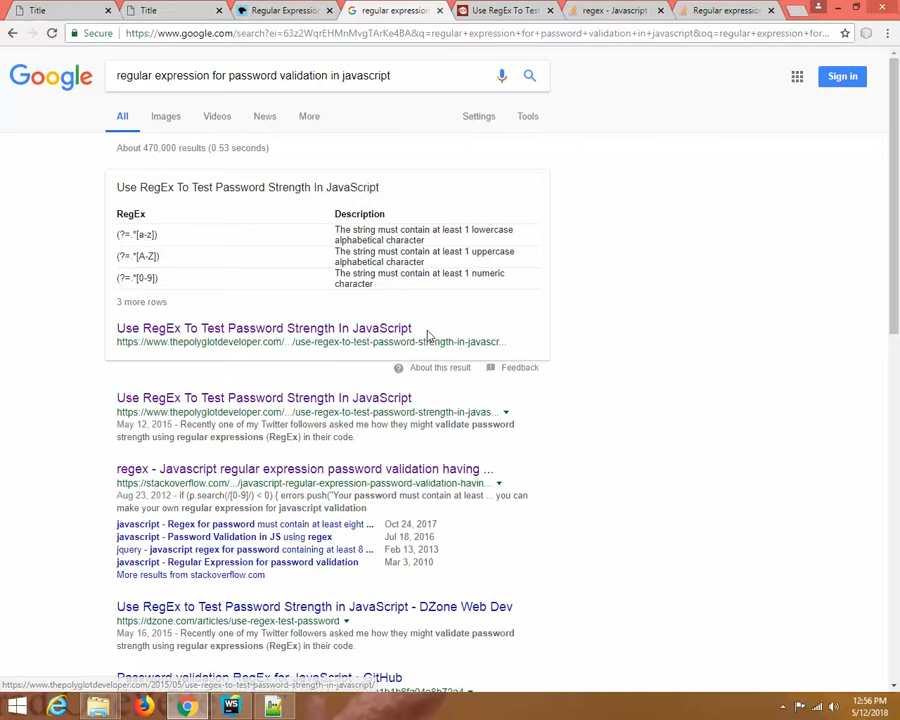 Title
Title
Regular Expressio
regular expression
Use RegEx To Test
regex - Javascript
Regular expression
Secure
https://www.google.com/search?ei=63z2WqrEHMnMvgTArKe4BA&q=regular+expression+for+password+validation+in+javascript&oq=regular+expression+for...
Google
regular expression for password validation in javascript
Sign in
All
Images
Videos
News
More
Settings
Tools
About 470,000 results (0.53 seconds)
Use RegEx To Test Password Strength In JavaScript
RegEx Description
(?=.*[a-z]) The string must contain at least 1 lowercase
alphabetical character
(?=.*[A-Z]) The string must contain at least 1 uppercase
alphabetical character
(?=.*[0-9]) The string must contain at least 1 numeric
character
3 more rows
Use RegEx To Test Password Strength In JavaScript
https://www.thepolyglotdeveloper.com/.../use-regex-to-test-password-strength-in-javascr...
About this result
Feedback
Use RegEx To Test Password Strength In JavaScript
https://www.thepolyglotdeveloper.com/.../use-regex-to-test-password-strength-in-javas...
May 12, 2015 - Recently one of my Twitter followers asked me how they might validate password
strength using regular expressions (RegEx) in their code.
regex - Javascript regular expression password validation having ...
https://stackoverflow.com/.../javascript-regular-expression-password-validation-havin...
Aug 23, 2012 - if (p.search(/[0-9]/) < 0) { errors.push("Your password must contain at least ... you can
make your own regular expression for javascript validation
javascript - Regex for password must contain at least eight ... Oct 24, 2017
javascript - Password Validation in JS using regex Jul 18, 2016
jquery - javascript regex for password containing at least 8 ... Feb 13, 2013
javascript - Regular Expression for password validation Mar 3, 2010
More results from stackoverflow.com
Use RegEx to Test Password Strength in JavaScript - DZone Web Dev
https://dzone.com/articles/use-regex-test-password
May 16, 2015 - Recently one of my Twitter followers asked me how they might validate password
strength using regular expressions (RegEx) in their code.
Password validation RegEx for JavaScript · GitHub
https://www.thepolyglotdeveloper.com/2015/05/use-regex-to-test-password-strength-in-javascript/
12:56 PM
5/12/2018